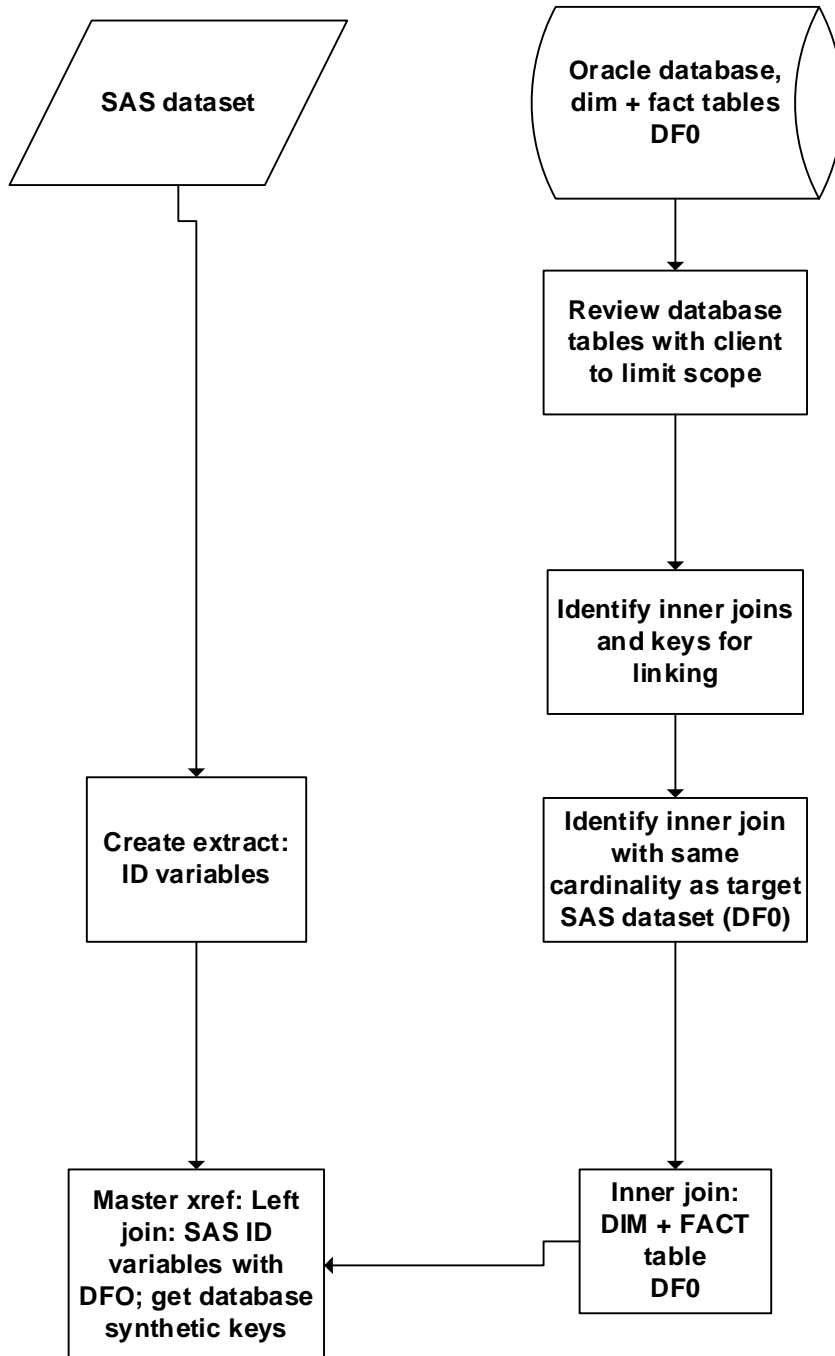 SAS dataset
Oracle database,
dim + fact tables
DF0
Review database
tables with client
to limit scope
Identify inner joins
and keys for
linking
Create extract:
ID variables
Identify inner join
with same
cardinality as target
SAS dataset (DF0)
Master xref: Left
join: SAS ID
variables with
DFO; get database
synthetic keys
Inner join:
DIM + FACT
table
DF0